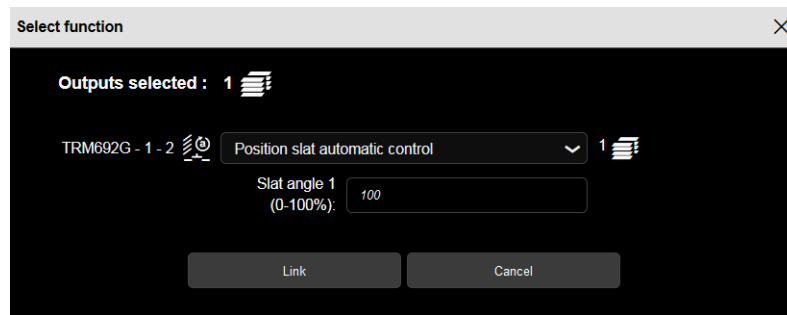 Select function
Outputs selected : 1
TRM692G - 1 - 2 Position slat automatic control 1
Slat angle 1
(0-100%): 100
Link Cancel